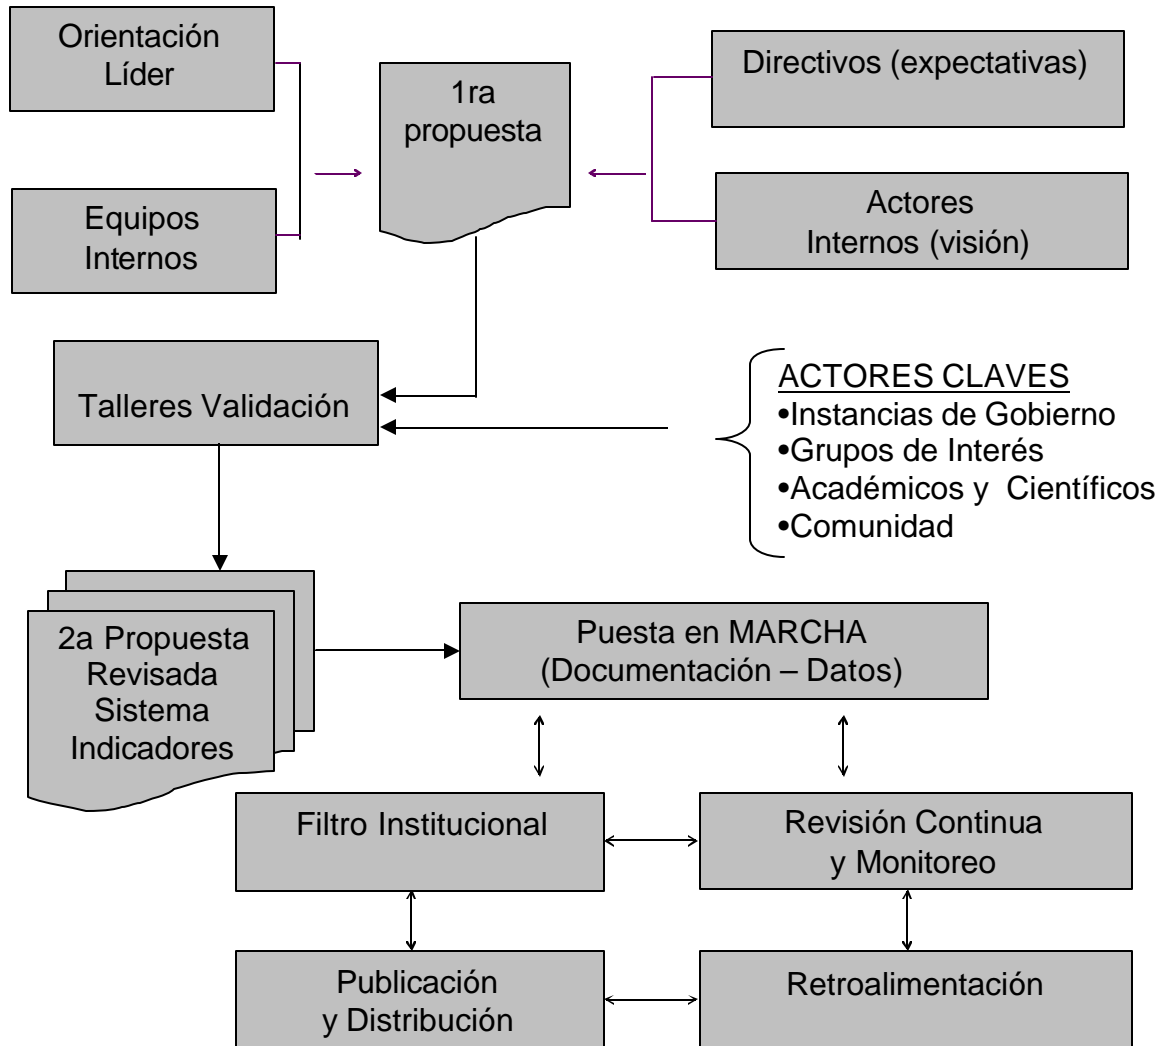 Orientación
Líder
1ra
propuesta
Directivos (expectativas)
Equipos
Internos
Actores
Internos (visión)
Talleres Validación
ACTORES CLAVES
•Instancias de Gobierno
•Grupos de Interés
•Académicos y Científicos
•Comunidad
2a Propuesta
Revisada
Sistema
Indicadores
Puesta en MARCHA
(Documentación – Datos)
Filtro Institucional
Revisión Continua
y Monitoreo
Publicación
y Distribución
Retroalimentación